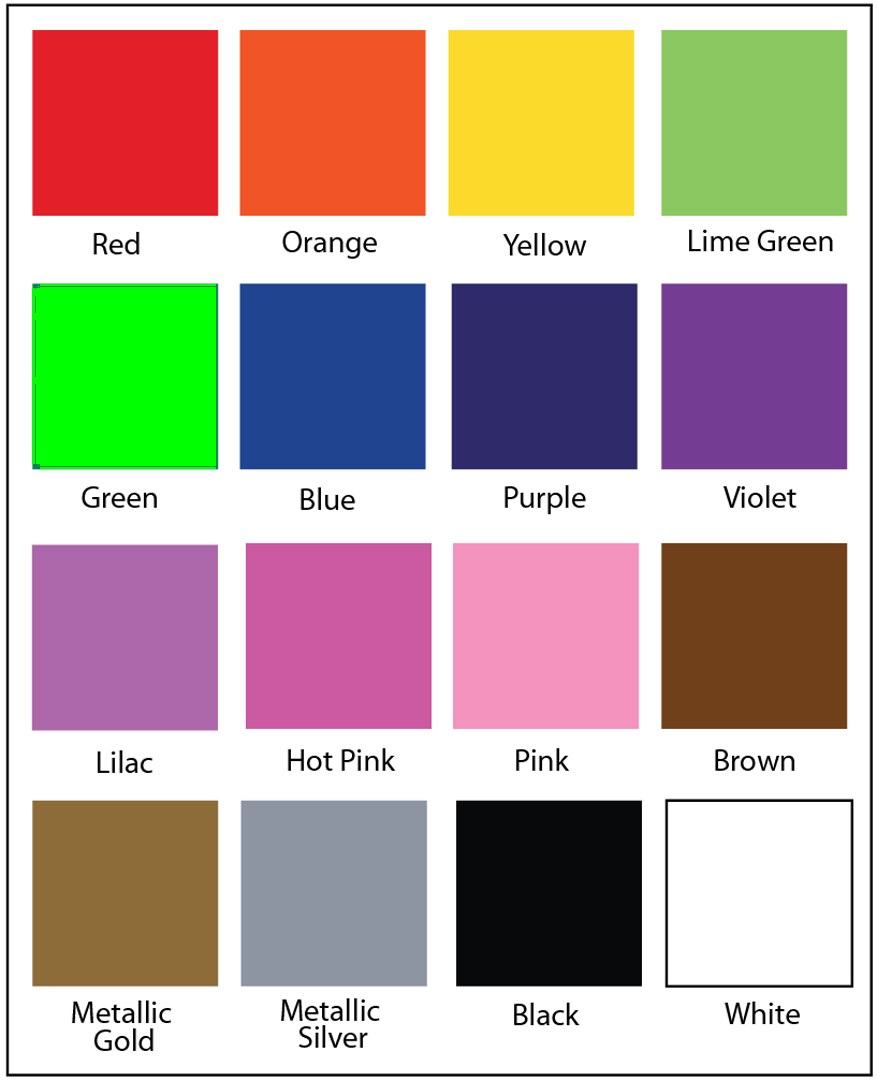 Red
Orange
Yellow
Lime Green
Green
Blue
Purple
Violet
Lilac
Hot Pink
Pink
Brown
Metallic
Gold
Metallic
Silver
Black
White